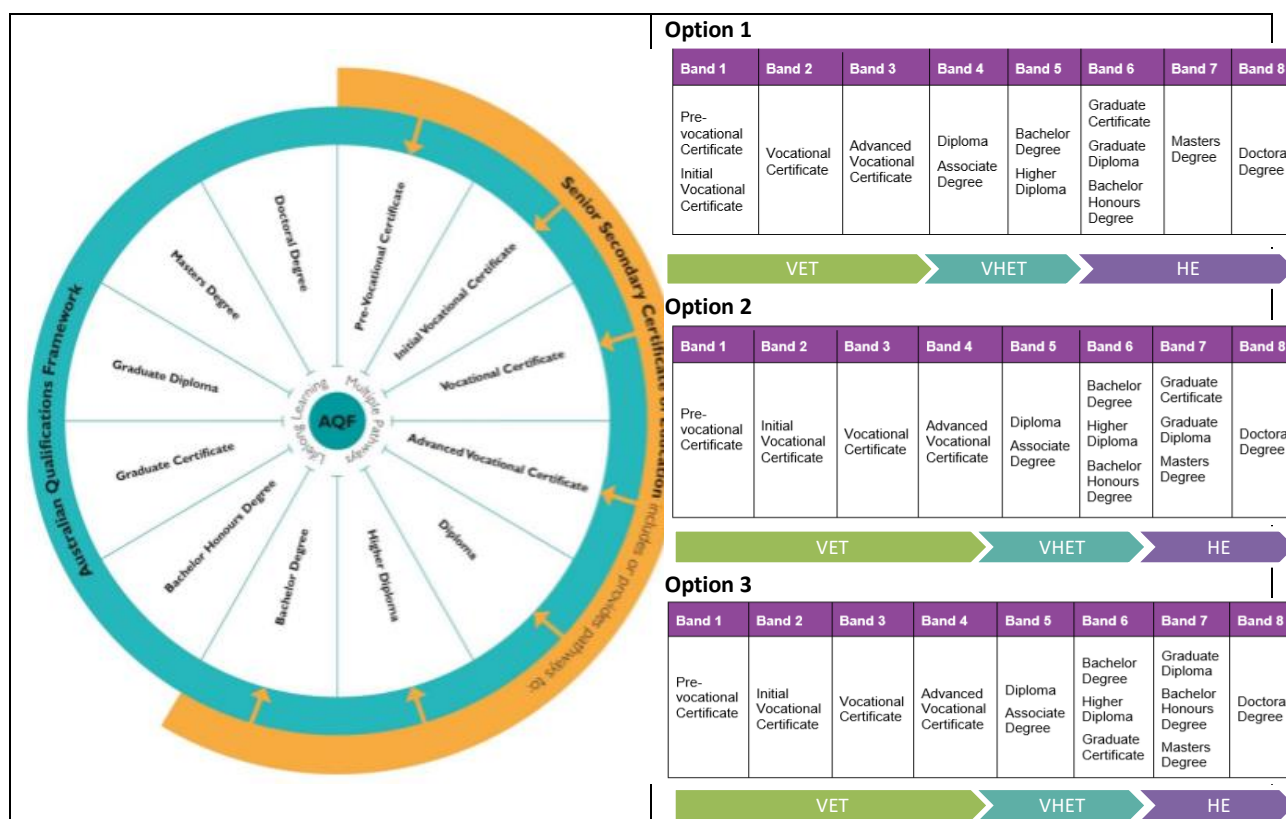 Australian Qualifications Framework
Senior Secondary Certificate of Education includes or provides pathways to:
Doctoral Degree
Pre-Vocational Certificate
Masters Degree
Initial Vocational Certificate
Graduate Diploma
Vocational Certificate
Lifelong Learning
Multiple Pathways
AQF
Graduate Certificate
Advanced Vocational Certificate
Bachelor Honours Degree
Diploma
Bachelor Degree
Higher Diploma
Option 1
Band 1 Band 2 Band 3 Band 4 Band 5 Band 6 Band 7 Band 8
Pre-
vocational
Certificate
Initial
Vocational
Certificate
Vocational
Certificate
Advanced
Vocational
Certificate
Diploma
Associate
Degree
Bachelor
Degree
Higher
Diploma
Graduate
Certificate
Graduate
Diploma
Bachelor
Honours
Degree
Masters
Degree
Doctora
Degree
VET VHET HE
Option 2
Band 1 Band 2 Band 3 Band 4 Band 5 Band 6 Band 7 Band 8
Pre-
vocational
Certificate
Initial
Vocational
Certificate
Vocational
Certificate
Advanced
Vocational
Certificate
Diploma
Associate
Degree
Bachelor
Degree
Higher
Diploma
Bachelor
Honours
Degree
Graduate
Certificate
Graduate
Diploma
Masters
Degree
Doctora
Degree
VET VHET HE
Option 3
Band 1 Band 2 Band 3 Band 4 Band 5 Band 6 Band 7 Band 8
Pre-
vocational
Certificate
Initial
Vocational
Certificate
Vocational
Certificate
Advanced
Vocational
Certificate
Diploma
Associate
Degree
Bachelor
Degree
Higher
Diploma
Graduate
Certificate
Graduate
Diploma
Bachelor
Honours
Degree
Masters
Degree
Doctora
Degree
VET VHET HE